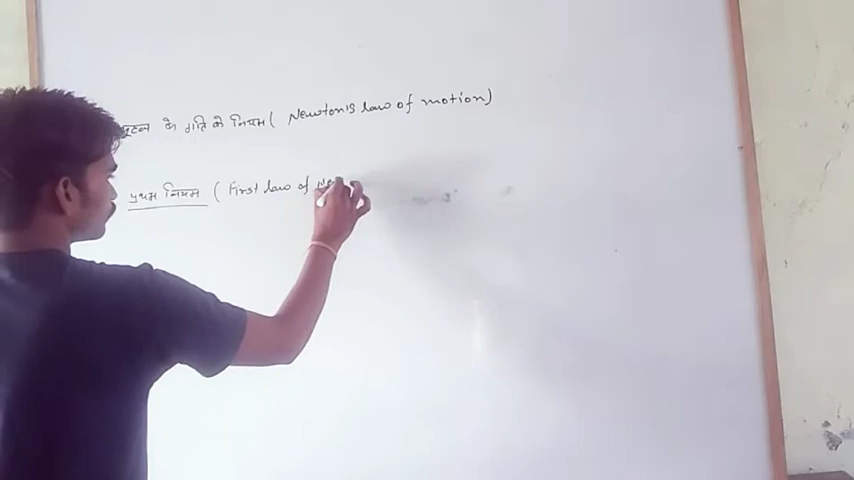 के गति के नियम ( Newton's law of motion)
प्रथम नियम ( First law of